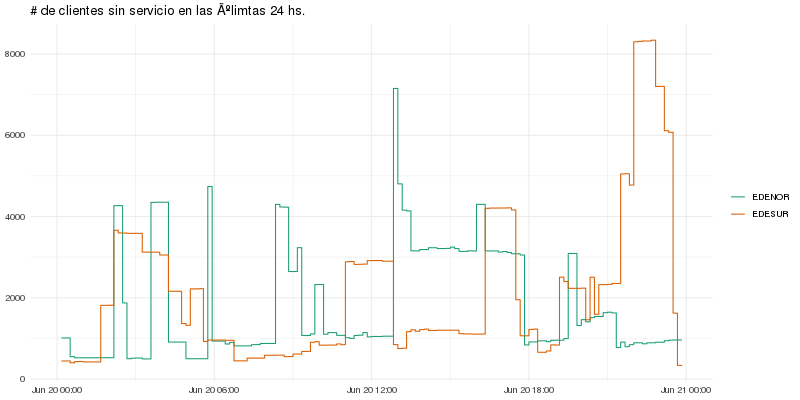 # de clientes sin servicio en las Ãºlimtas 24 hs.
8000
6000
4000
2000
0
Jun 20 00:00
Jun 20 06:00
Jun 20 12:00
Jun 20 18:00
Jun 21 00:00
EDENOR
EDESUR